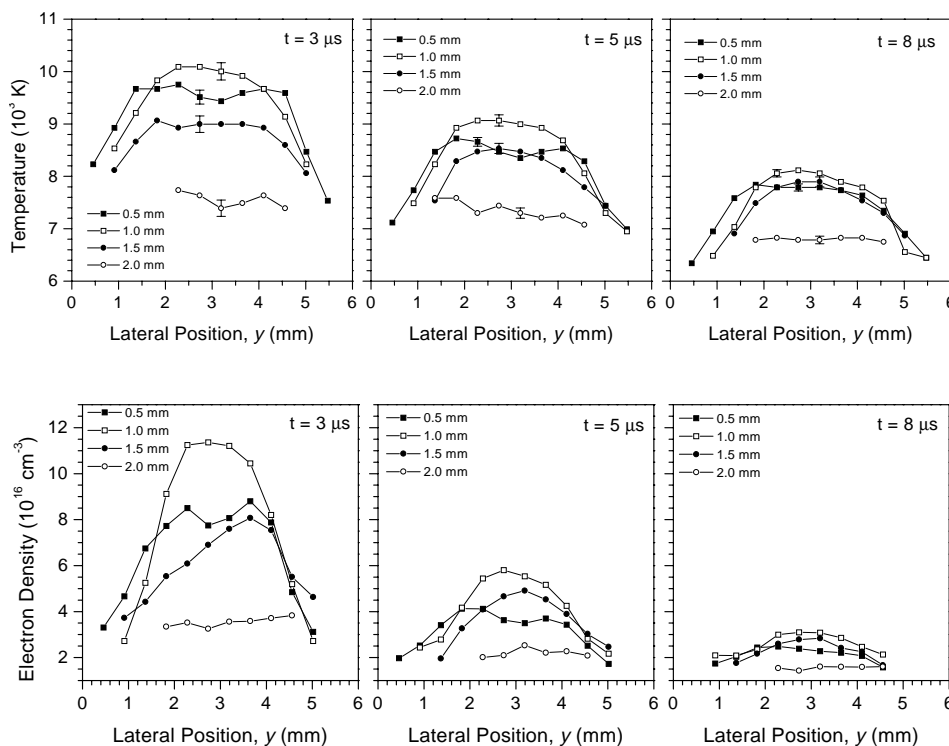 11
10
9
8
7
6
Temperature (10³ K)
t = 3 µs
0.5 mm
1.0 mm
1.5 mm
2.0 mm
0 1 2 3 4 5 6
Lateral Position, y (mm)
t = 5 µs
0.5 mm
1.0 mm
1.5 mm
2.0 mm
0 1 2 3 4 5 6
Lateral Position, y (mm)
t = 8 µs
0.5 mm
1.0 mm
1.5 mm
2.0 mm
0 1 2 3 4 5 6
Lateral Position, y (mm)
12
10
8
6
4
2
Electron Density (10¹⁶ cm⁻³)
t = 3 µs
0.5 mm
1.0 mm
1.5 mm
2.0 mm
0 1 2 3 4 5 6
Lateral Position, y (mm)
t = 5 µs
0.5 mm
1.0 mm
1.5 mm
2.0 mm
0 1 2 3 4 5 6
Lateral Position, y (mm)
t = 8 µs
0.5 mm
1.0 mm
1.5 mm
2.0 mm
0 1 2 3 4 5 6
Lateral Position, y (mm)